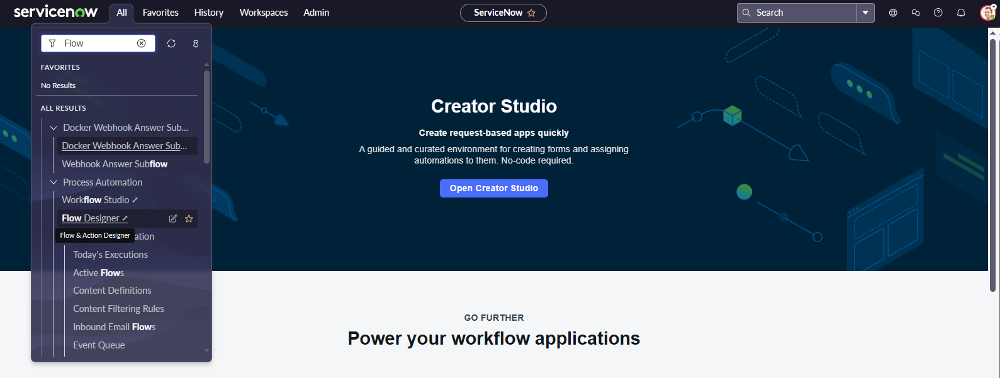 servicenow
All
Favorites
History
Workspaces
Admin
ServiceNow
Search
Flow
FAVORITES
No Results
ALL RESULTS
Docker Webhook Answer Sub...
Docker Webhook Answer Sub...
Webhook Answer Subflow
Process Automation
Workflow Studio
Flow Designer
Flow & Action Designer
ation
Today's Executions
Active Flows
Content Definitions
Content Filtering Rules
Inbound Email Flows
Event Queue
Creator Studio
Create request-based apps quickly
A guided and curated environment for creating forms and assigning
automations to them. No-code required.
Open Creator Studio
GO FURTHER
Power your workflow applications